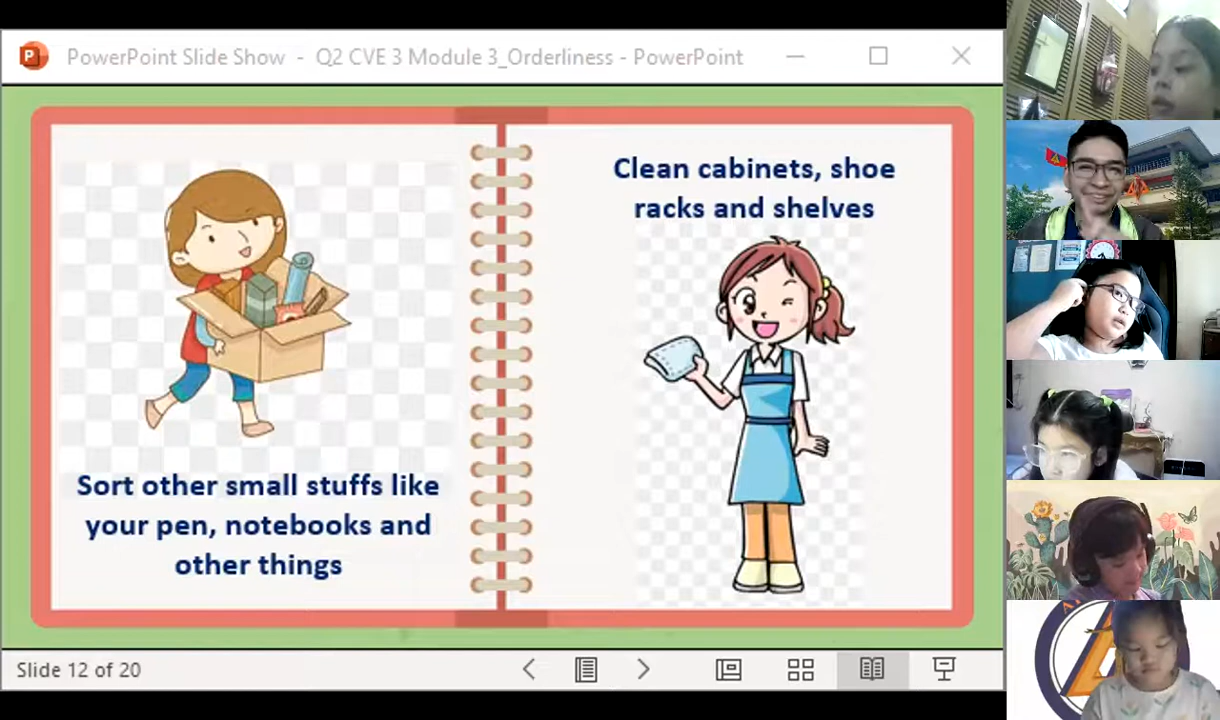 PowerPoint Slide Show - Q2 CVE 3 Module 3_Orderliness - PowerPoint
Sort other small stuffs like
your pen, notebooks and
other things
Clean cabinets, shoe
racks and shelves
Slide 12 of 20